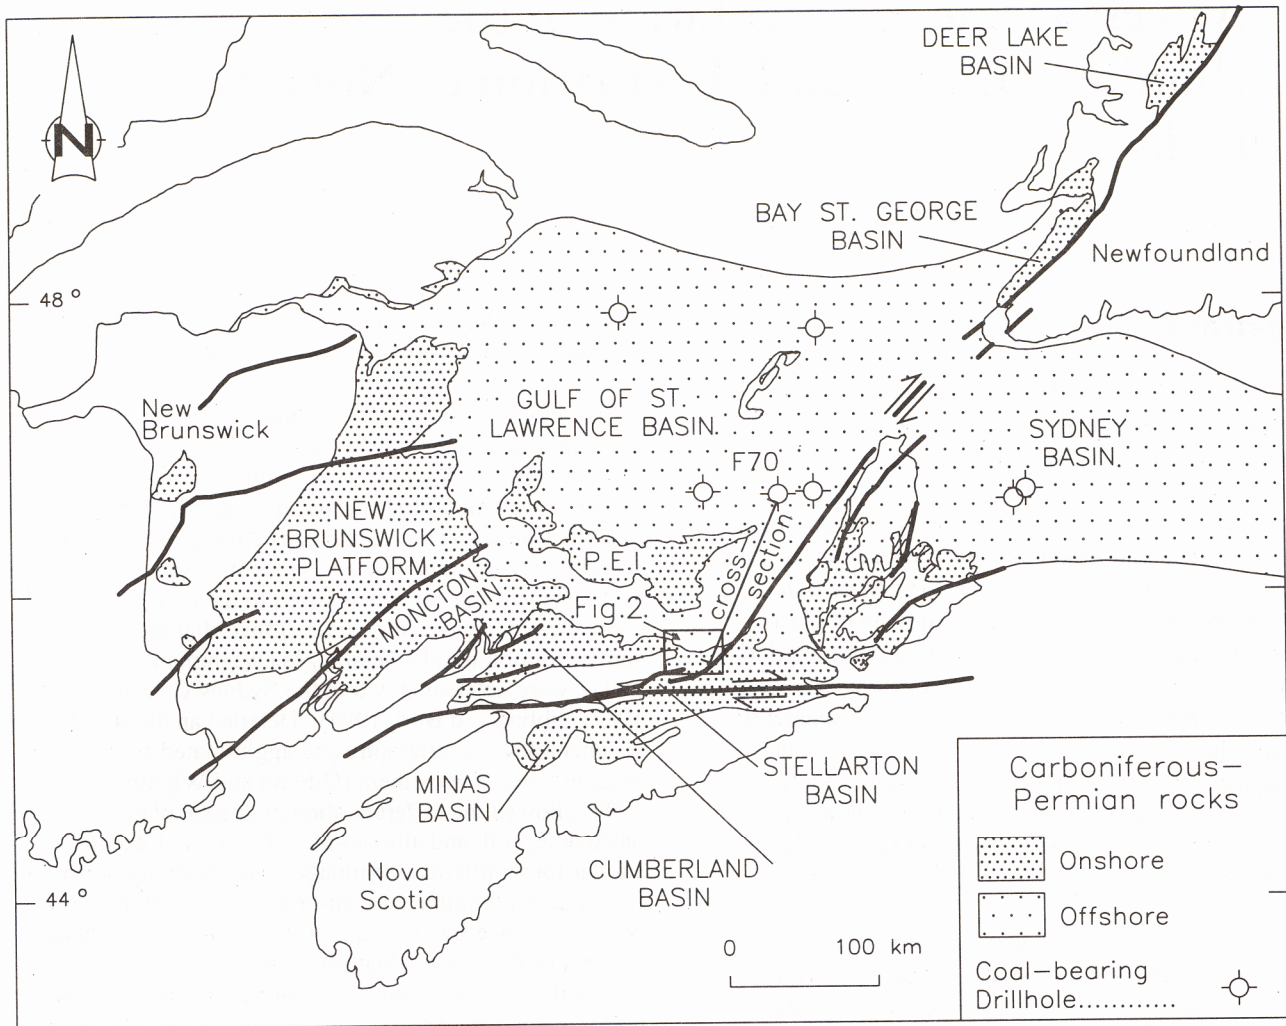 DEER LAKE
BASIN
N
BAY ST. GEORGE
BASIN
Newfoundland
48°
GULF OF ST.
LAWRENCE BASIN
New
Brunswick
SYDNEY
BASIN
F70
NEW
BRUNSWICK
PLATFORM
P.E.I.
cross-
section
MONCTON
BASIN
Fig.2
STELLARTON
BASIN
MINAS
BASIN
CUMBERLAND
BASIN
Nova
Scotia
44°
0 100 km
Carboniferous-
Permian rocks
Onshore
Offshore
Coal-bearing
Drillhole............